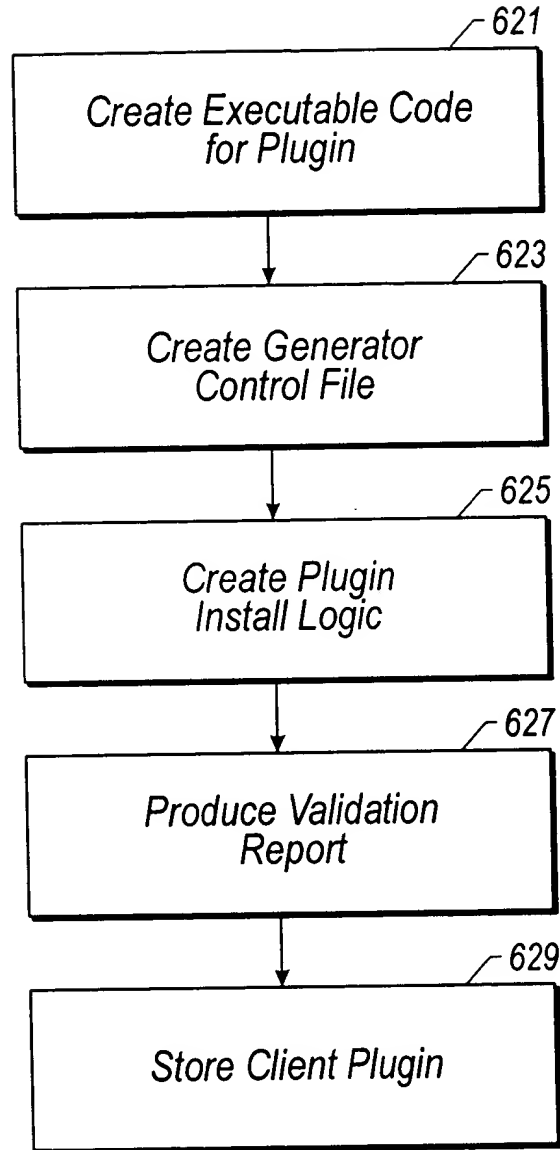 621
Create Executable Code
for Plugin
623
Create Generator
Control File
625
Create Plugin
Install Logic
627
Produce Validation
Report
629
Store Client Plugin